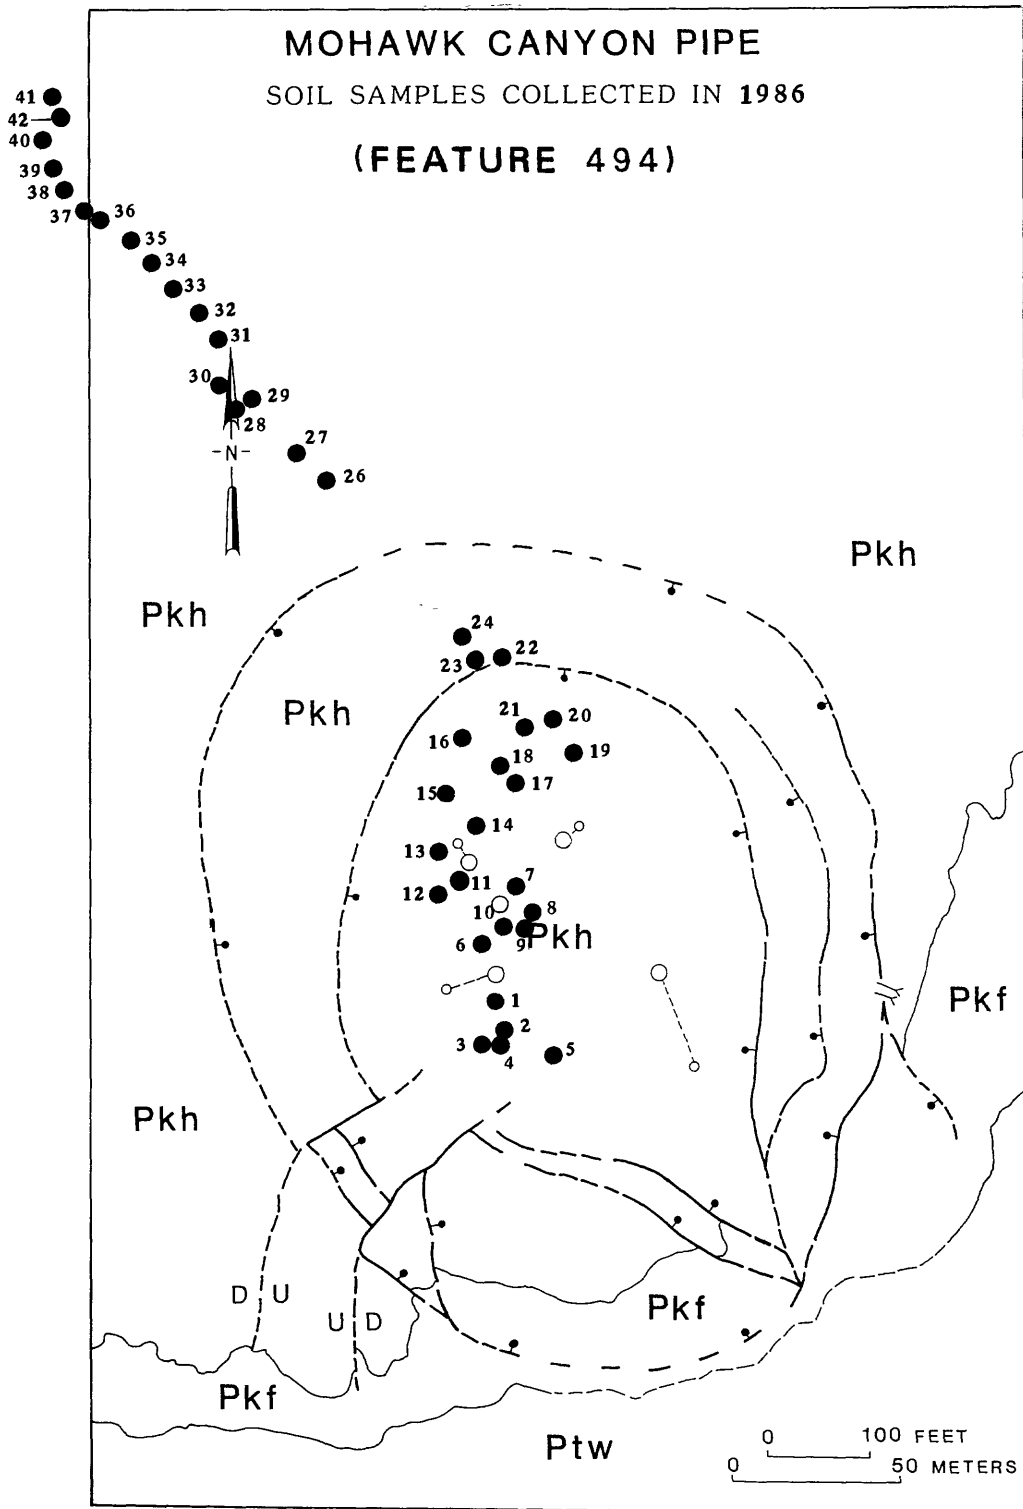 MOHAWK CANYON PIPE
SOIL SAMPLES COLLECTED IN 1986
(FEATURE 494)
41
42
40
39
38
37
36
35
34
33
32
31
30
29
28
-N-
27
26
Pkh
Pkh
24
23
22
Pkh
21
20
16
18
19
15
17
14
13
11
7
12
10
8
6
9
Pkh
1
Pkf
2
3
4
5
Pkh
D U
U D
Pkf
Pkf
Ptw
0 100 FEET
0 50 METERS